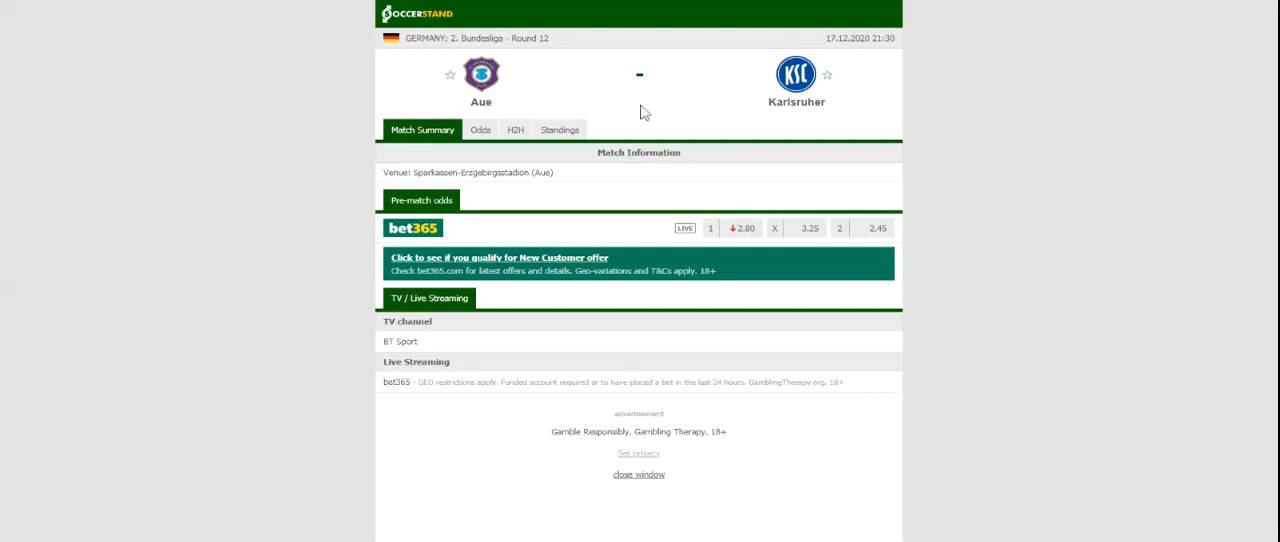 SOCCERSTAND
GERMANY: 2. Bundesliga - Round 12 17.12.2020 21:30
-
KSC
Aue Karlsruher
Match Summary Odds H2H Standings
Match Information
Venue: Sparkassen-Erzgebirgsstadion (Aue)
Pre-match odds
bet365 LIVE 1 2.80 X 3.25 2 2.45
Click to see if you qualify for New Customer offer
Check bet365.com for latest offers and details. Geo-variations and T&Cs apply. 18+
TV / Live Streaming
TV channel
BT Sport
Live Streaming
bet365 - GEO restrictions apply. Funded account required or to have placed a bet in the last 24 hours. GamblingTherapy.org. 18+
advertisement
Gamble Responsibly. Gambling Therapy. 18+
Set privacy
close window